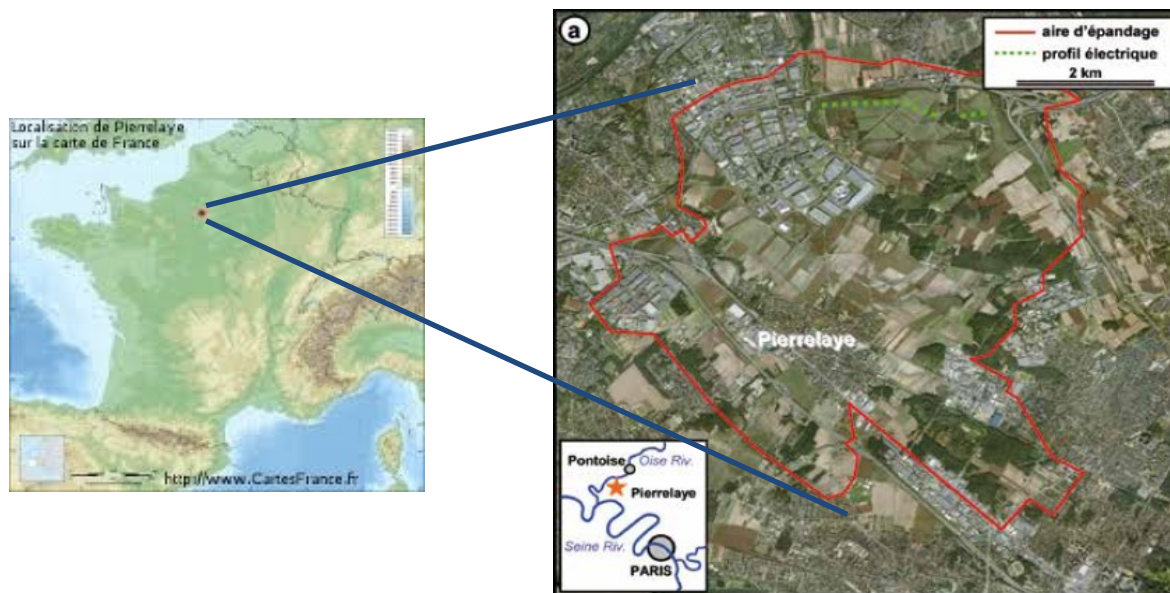 Localisation de Pierrelaye
sur la carte de France
http://www.CartesFrance.fr
a
aire d'épandage
profil électrique
2 km
Pierrelaye
Pontoise
Oise Riv.
Pierrelaye
Seine Riv.
PARIS